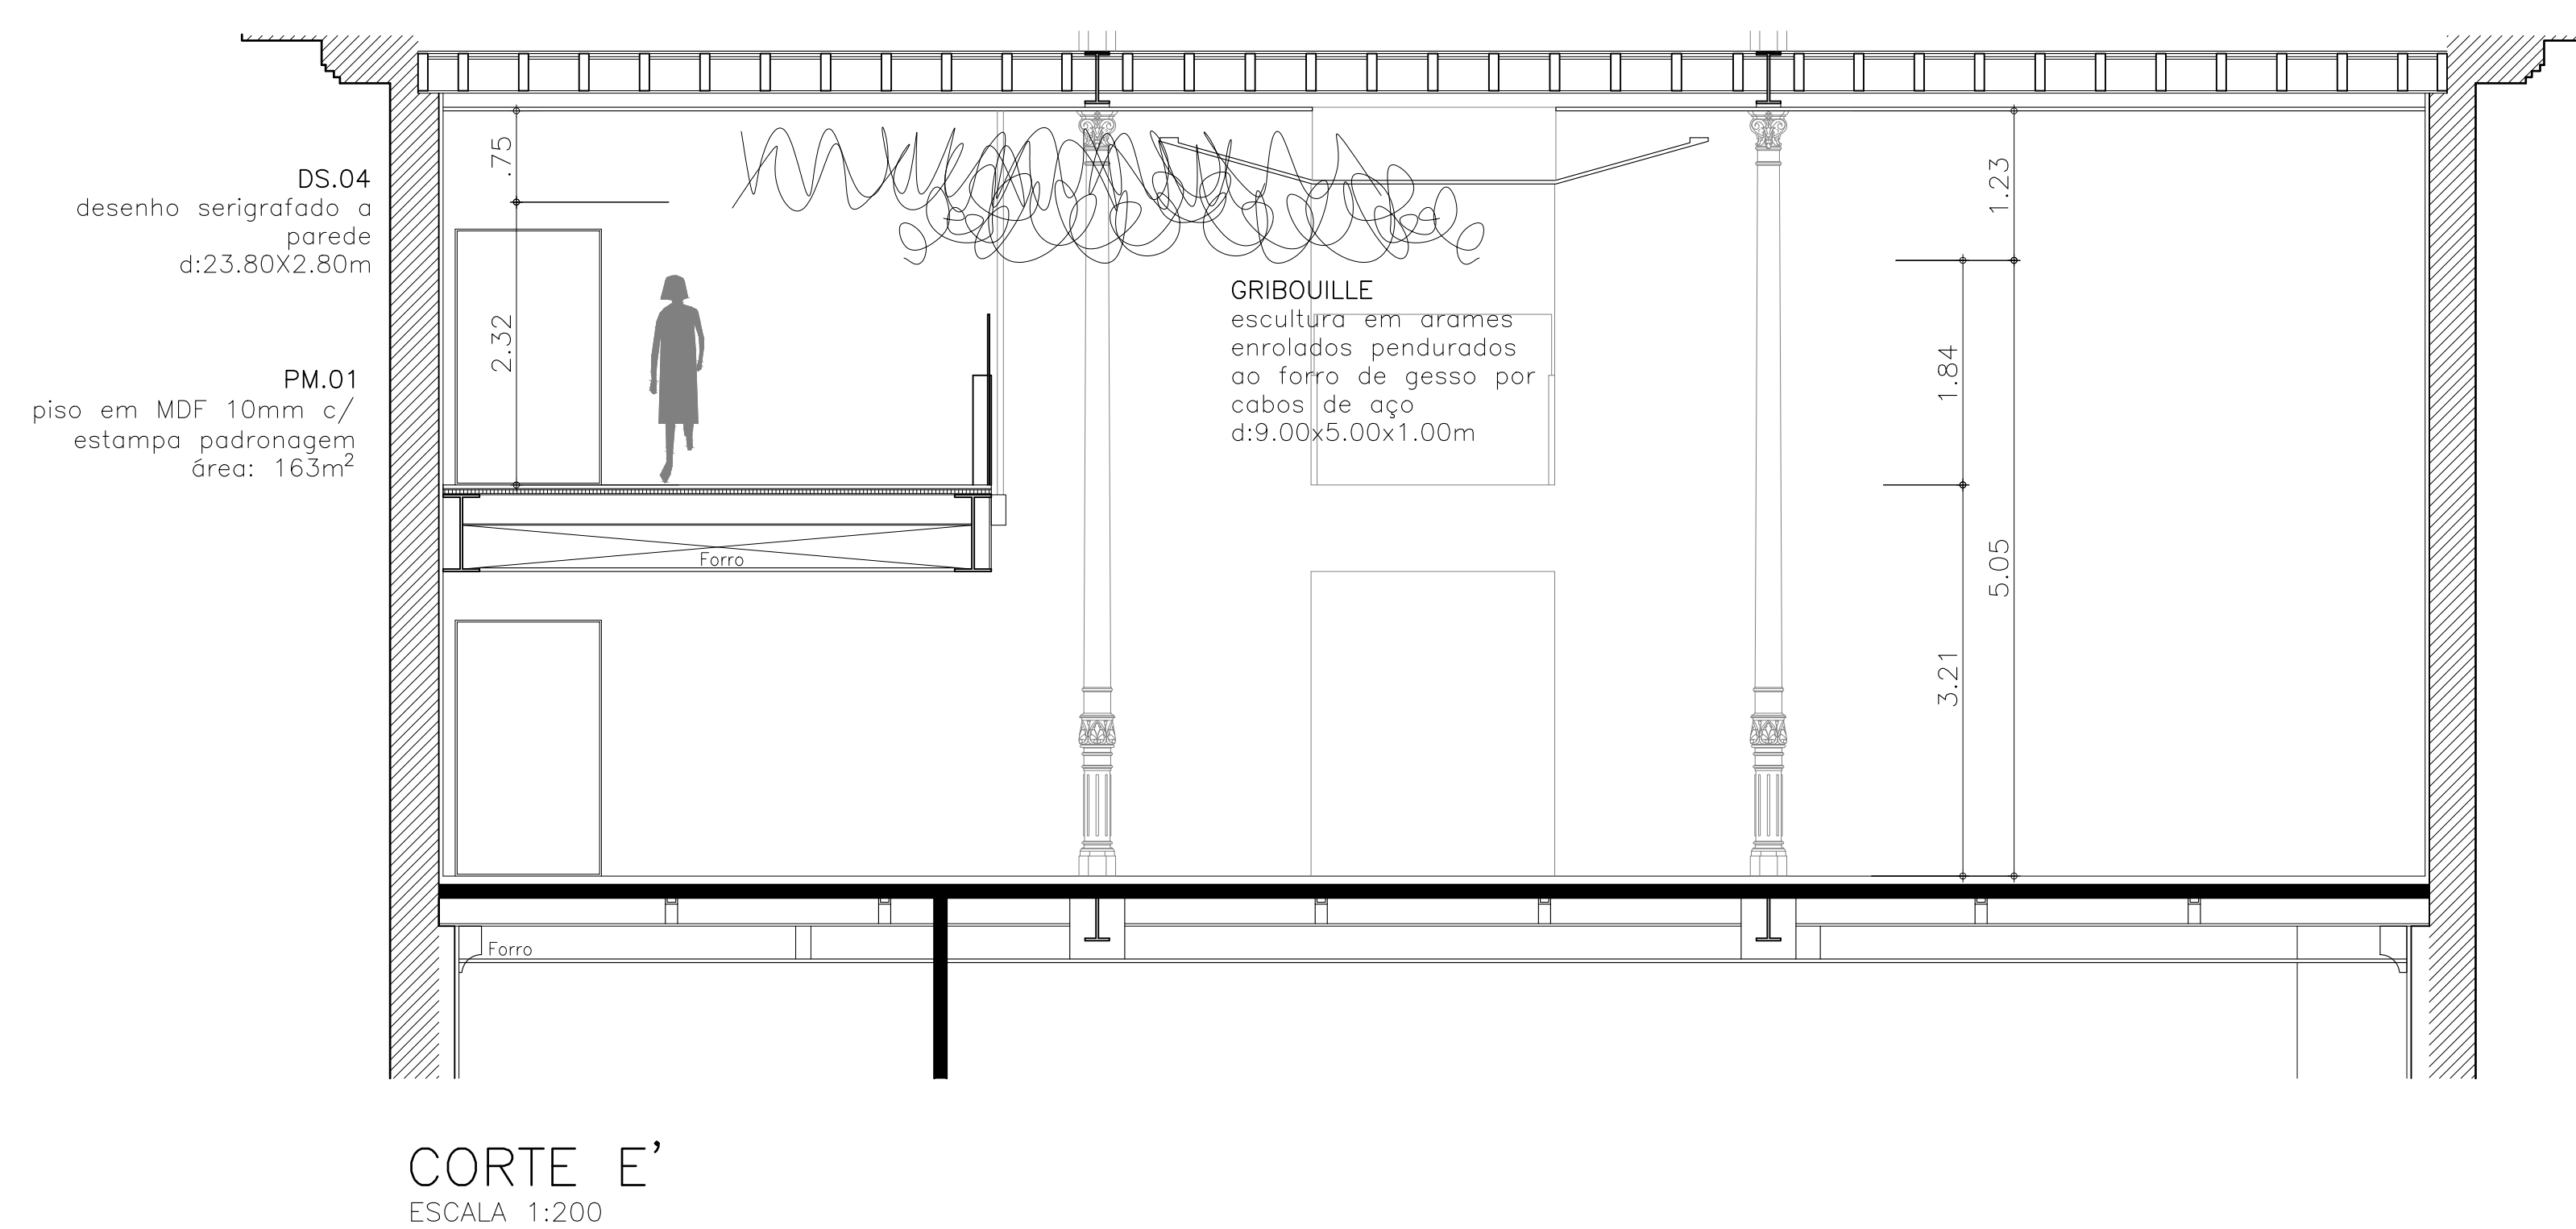 DS.04
desenho serigrafado a
parede
d:23.80X2.80m
PM.01
piso em MDF 10mm c/
estampa padronagem
área: 163m²
.75
2.32
Forro
GRIBOUILLE
escultura em arames
enrolados pendurados
ao forro de gesso por
cabos de aço
d:9.00x5.00x1.00m
1.23
1.84
5.05
3.21
Forro
CORTE E'
ESCALA 1:200